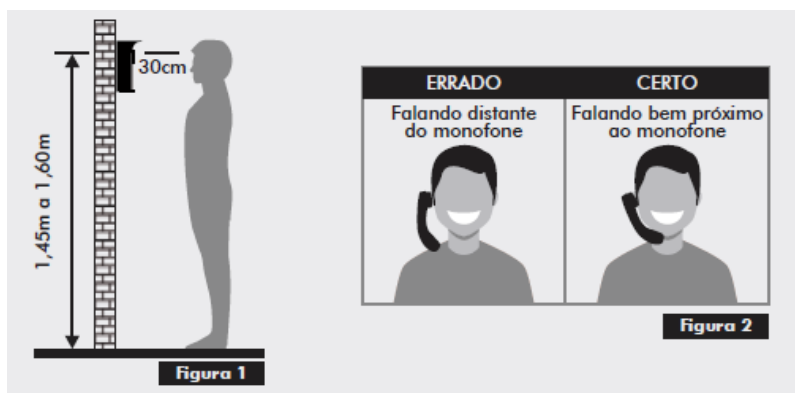 30cm
1,45m a 1,60m
Figura 1
ERRADO
Falando distante
do monofone
CERTO
Falando bem próximo
ao monofone
Figura 2